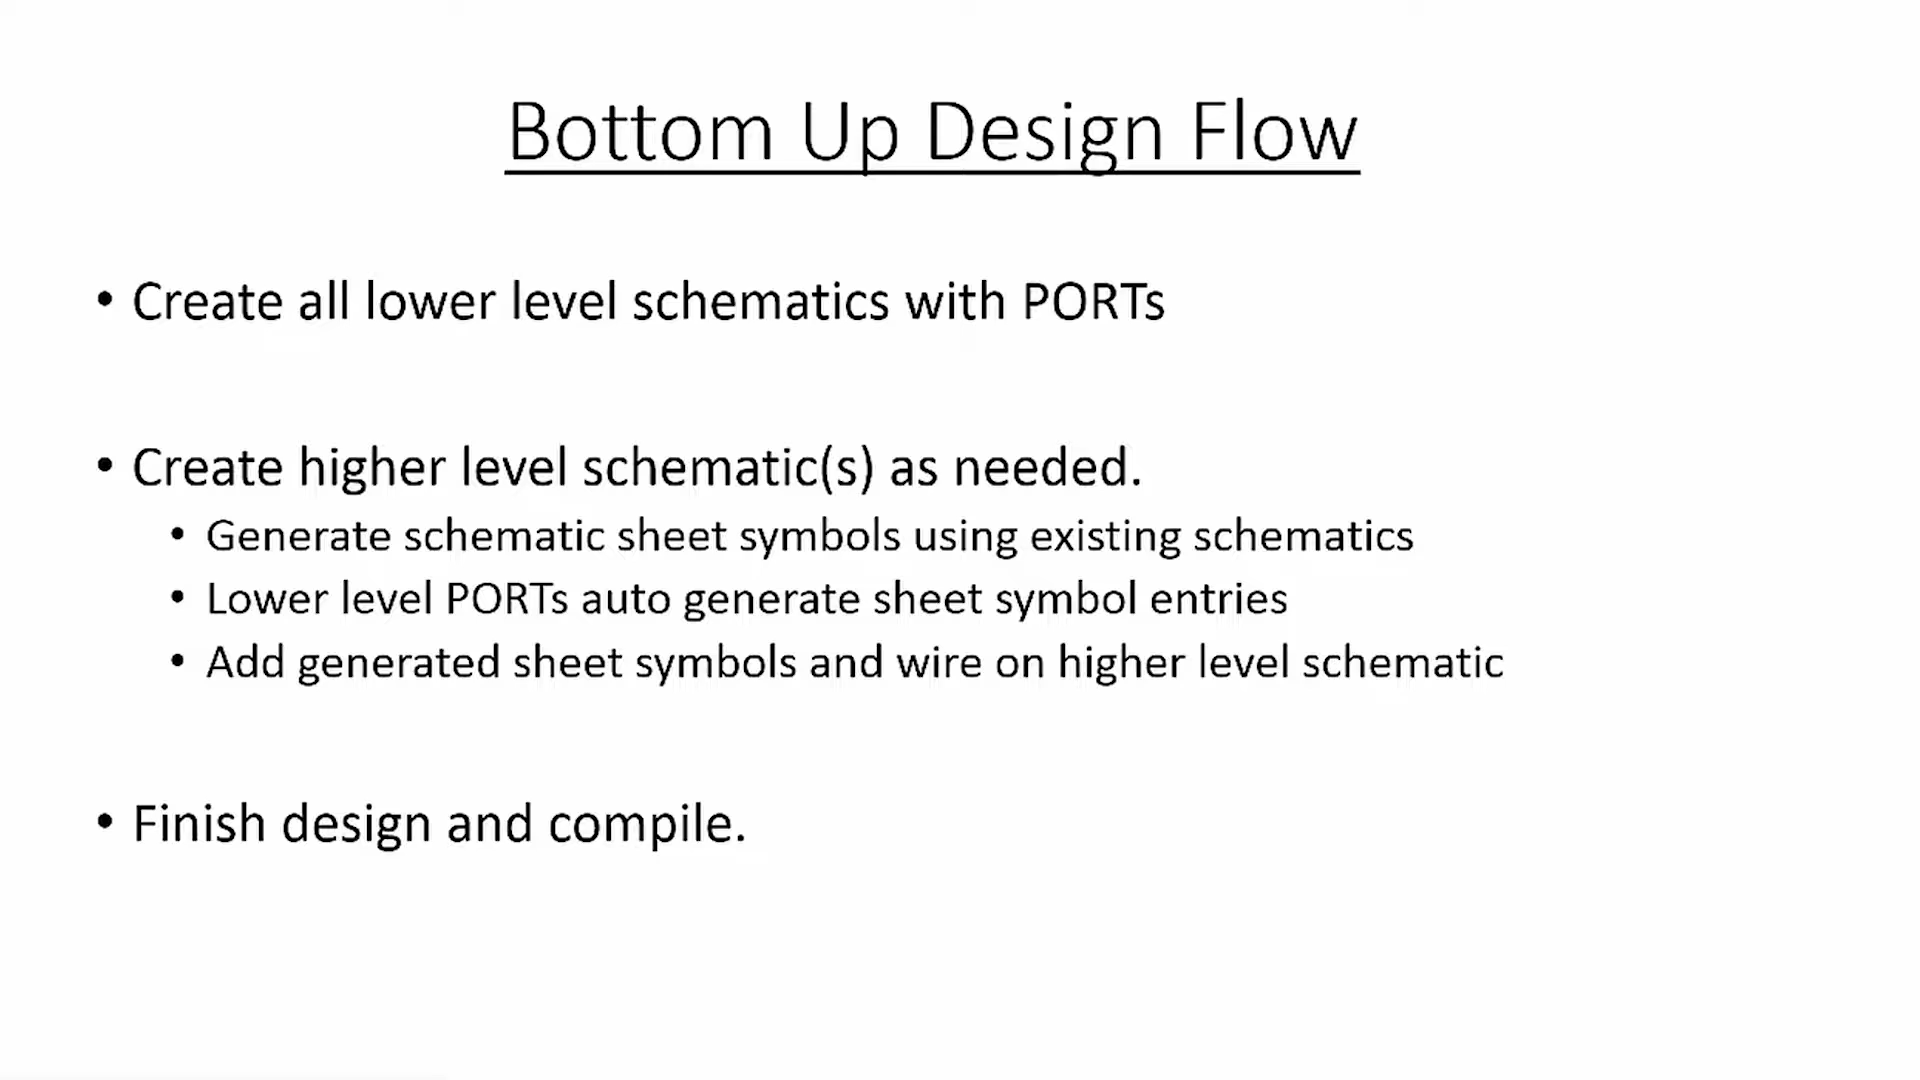 Bottom Up Design Flow
• Create all lower level schematics with PORTs
• Create higher level schematic(s) as needed.
• Generate schematic sheet symbols using existing schematics
• Lower level PORTs auto generate sheet symbol entries
• Add generated sheet symbols and wire on higher level schematic
• Finish design and compile.